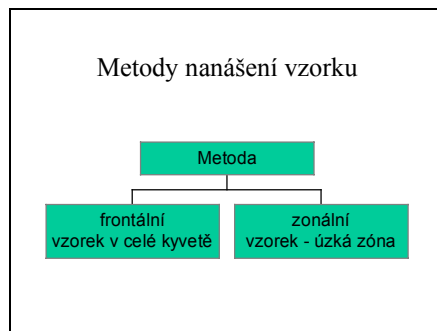 Metody nanášení vzorku
Metoda
frontální
vzorek v celé kyvetě
zonální
vzorek - úzká zóna